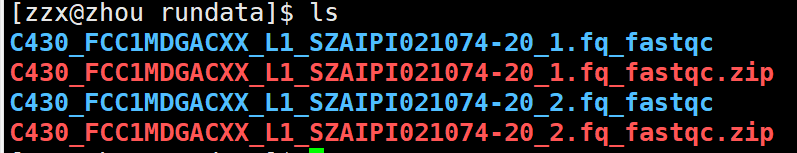 [zzx@zhou rundata]$ ls
C430_FCC1MDGACXX_L1_SZAIPI021074-20_1.fq_fastqc
C430_FCC1MDGACXX_L1_SZAIPI021074-20_1.fq_fastqc.zip
C430_FCC1MDGACXX_L1_SZAIPI021074-20_2.fq_fastqc
C430_FCC1MDGACXX_L1_SZAIPI021074-20_2.fq_fastqc.zip